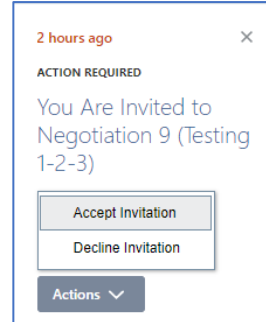 2 hours ago
ACTION REQUIRED
You Are Invited to
Negotiation 9 (Testing
1-2-3)
Accept Invitation
Decline Invitation
Actions